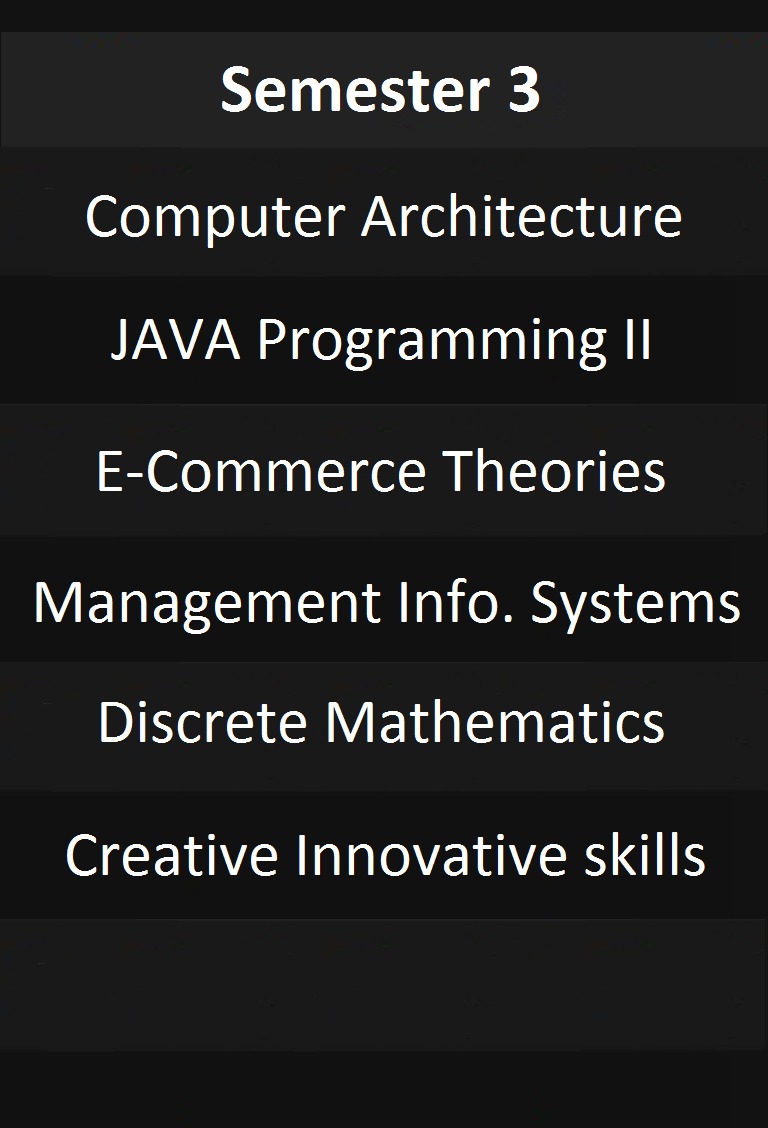 Semester 3
Computer Architecture
JAVA Programming II
E-Commerce Theories
Management Info. Systems
Discrete Mathematics
Creative Innovative skills